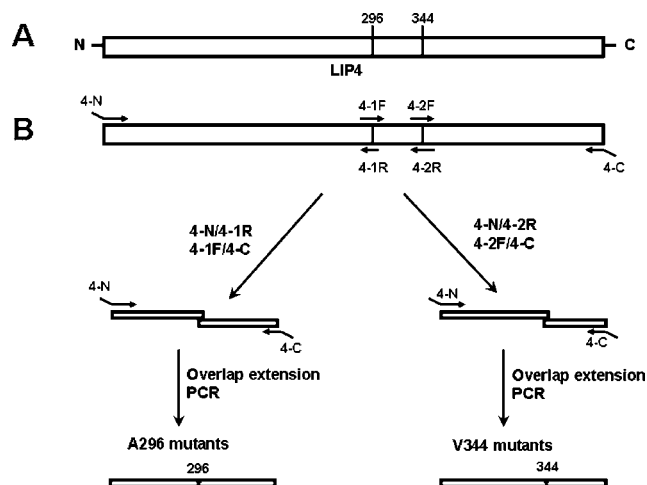 296 344
A N C
LIP4
4-N 4-1F 4-2F
B
4-1R 4-2R 4-C
4-N/4-1R
4-1F/4-C
4-N/4-2R
4-2F/4-C
4-N
4-C
4-N
4-C
Overlap extension
PCR
Overlap extension
PCR
A296 mutants
V344 mutants
296
344